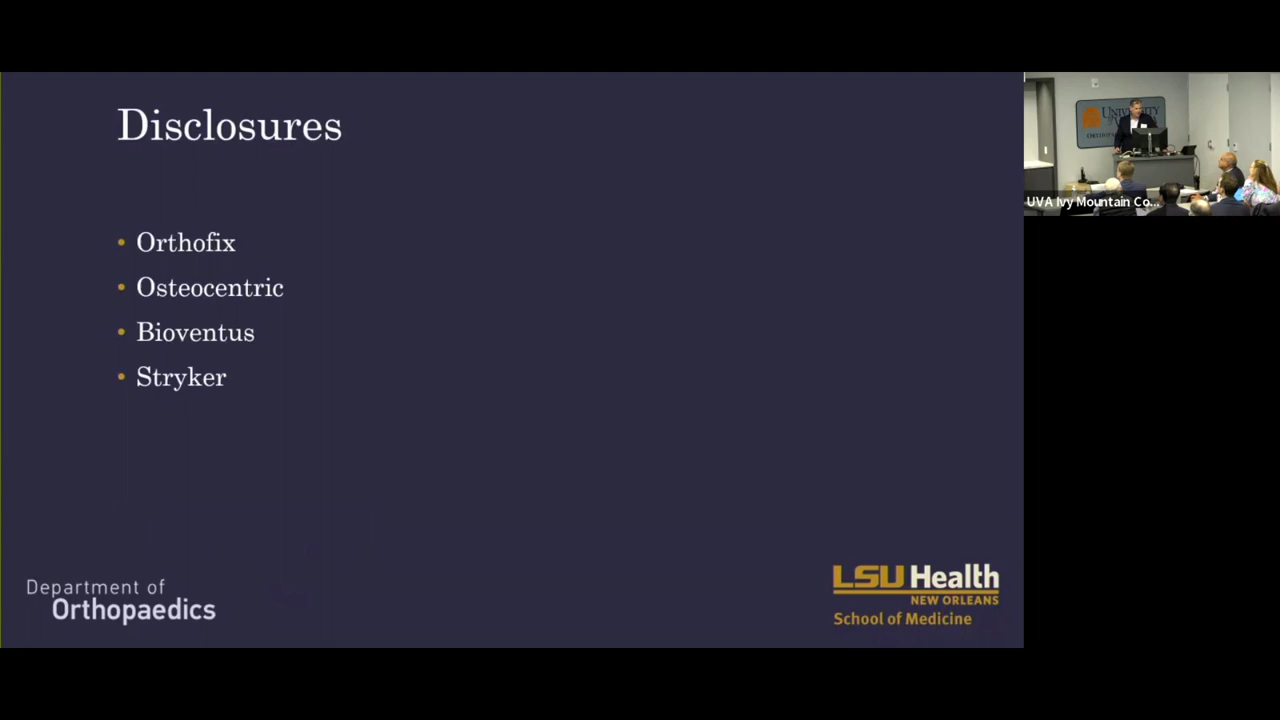 Disclosures
• Orthofix
• Osteocentric
• Bioventus
• Stryker
Department of
Orthopaedics
LSU Health
NEW ORLEANS
School of Medicine
UNIVERSITY
UVA Ivy Mountain Co...